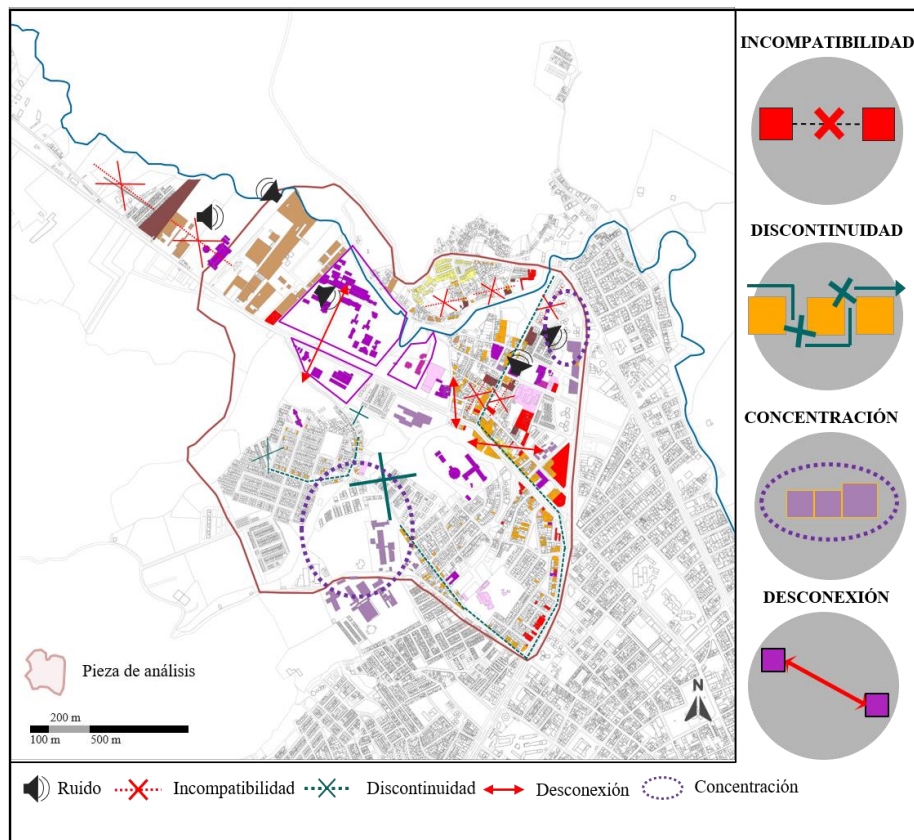 INCOMPATIBILIDAD
DISCONTINUIDAD
CONCENTRACIÓN
DESCONEXIÓN
N
Pieza de análisis
200 m
100 m 500 m
Ruido Incompatibilidad Discontinuidad Desconexión Concentración